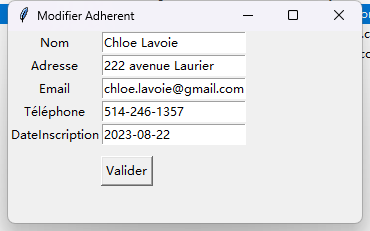 Modifier Adherent
Nom Chloe Lavoie
Adresse 222 avenue Laurier
Email chloe.lavoie@gmail.com
Téléphone 514-246-1357
DateInscription 2023-08-22
Valider